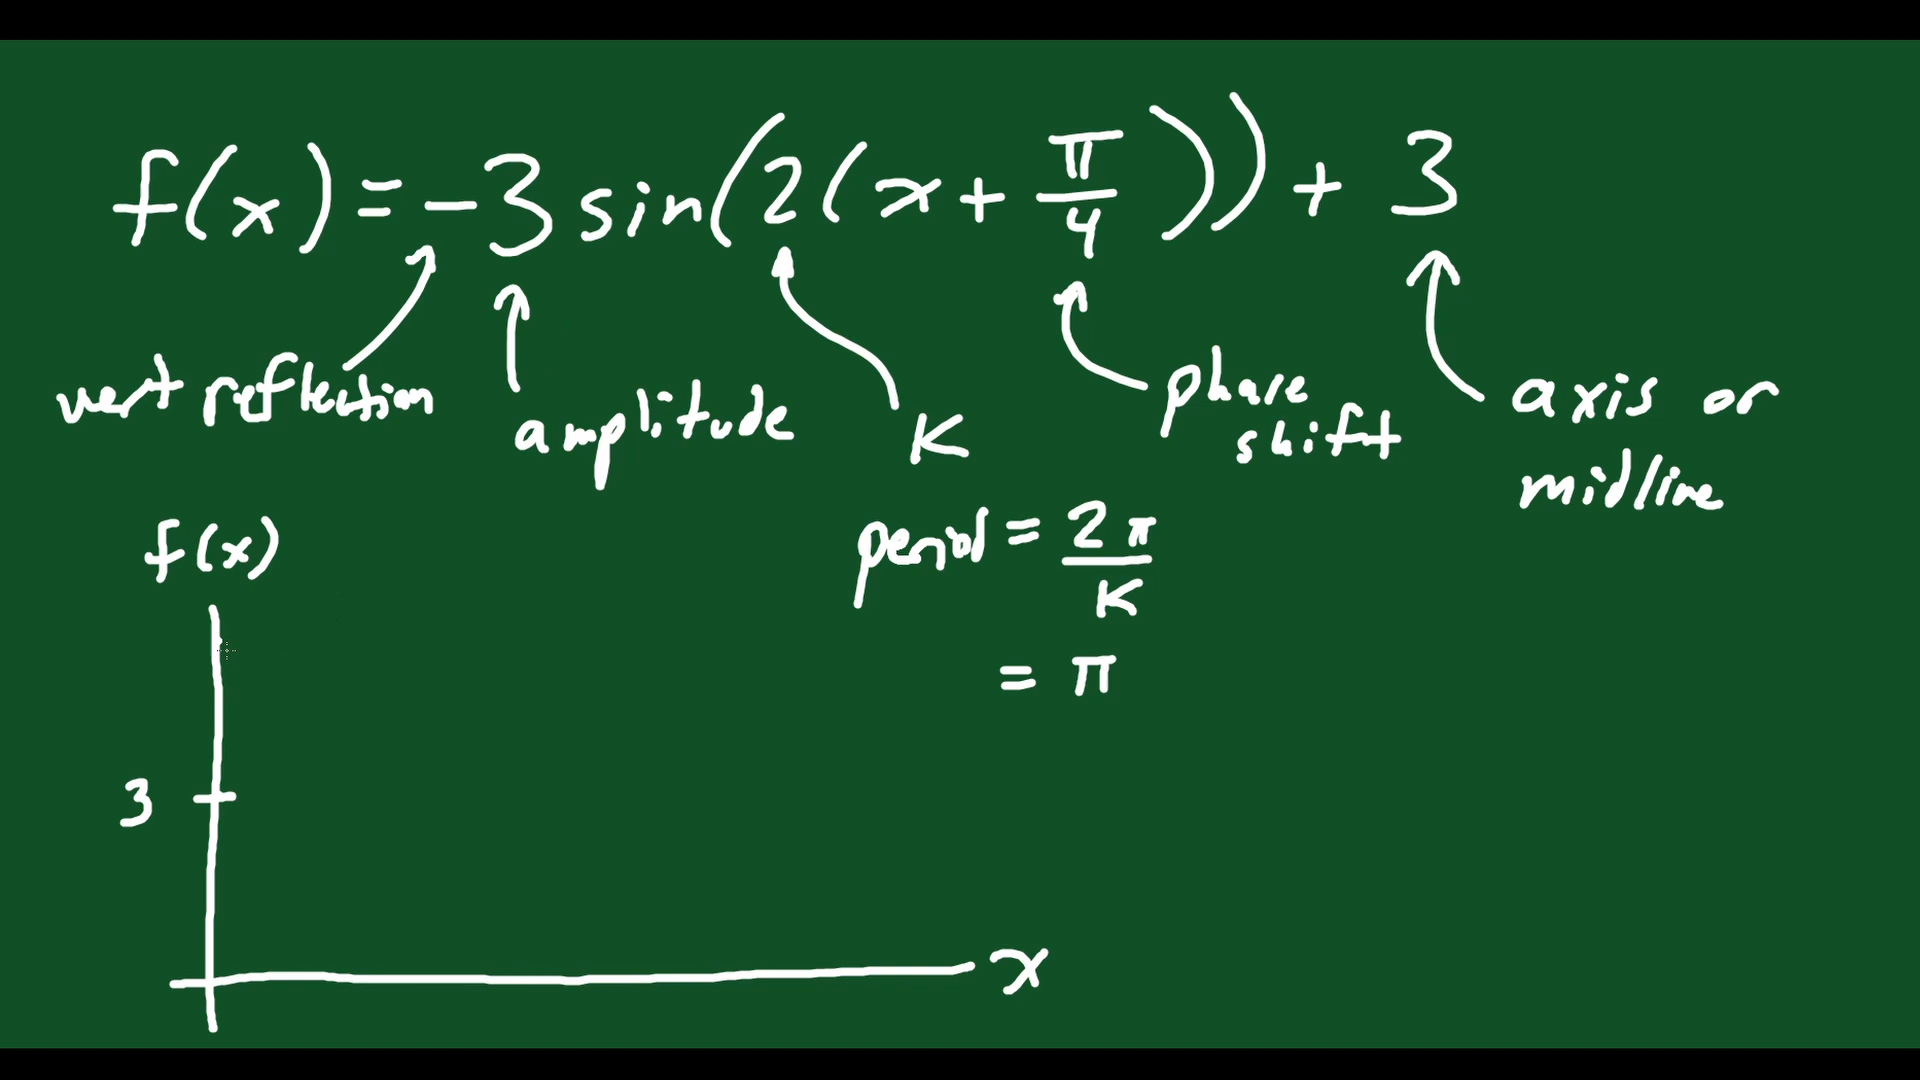 f(x) = -3 sin(2(x + π/4)) + 3
vert reflection
amplitude
K
phase shift
axis or midline
period = 2π/K
= π
f(x)
3
x